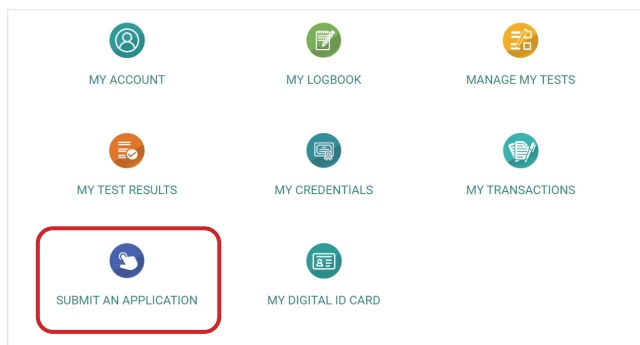 MY ACCOUNT
MY LOGBOOK
MANAGE MY TESTS
MY TEST RESULTS
MY CREDENTIALS
MY TRANSACTIONS
SUBMIT AN APPLICATION
MY DIGITAL ID CARD